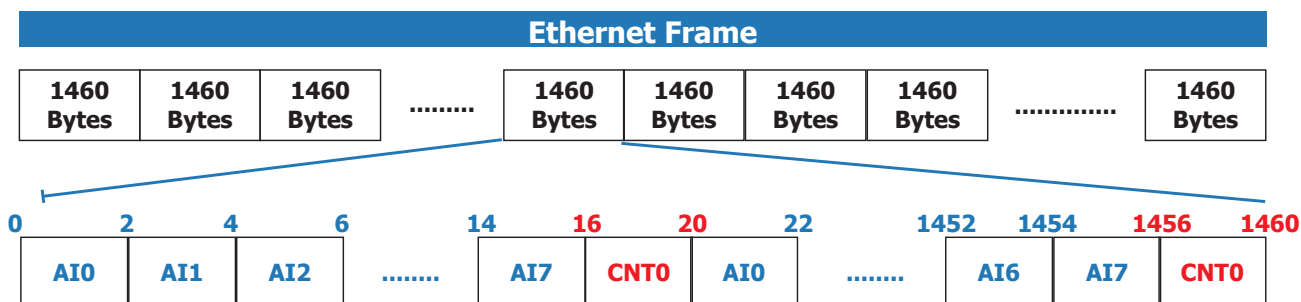 Ethernet Frame
1460 1460 1460 1460 1460 1460 1460 1460
Bytes Bytes Bytes ......... Bytes Bytes Bytes Bytes .............. Bytes
0 2 4 6 14 16 20 22 1452 1454 1456 1460
AI0 AI1 AI2 ........ AI7 CNT0 AI0 ........ AI6 AI7 CNT0